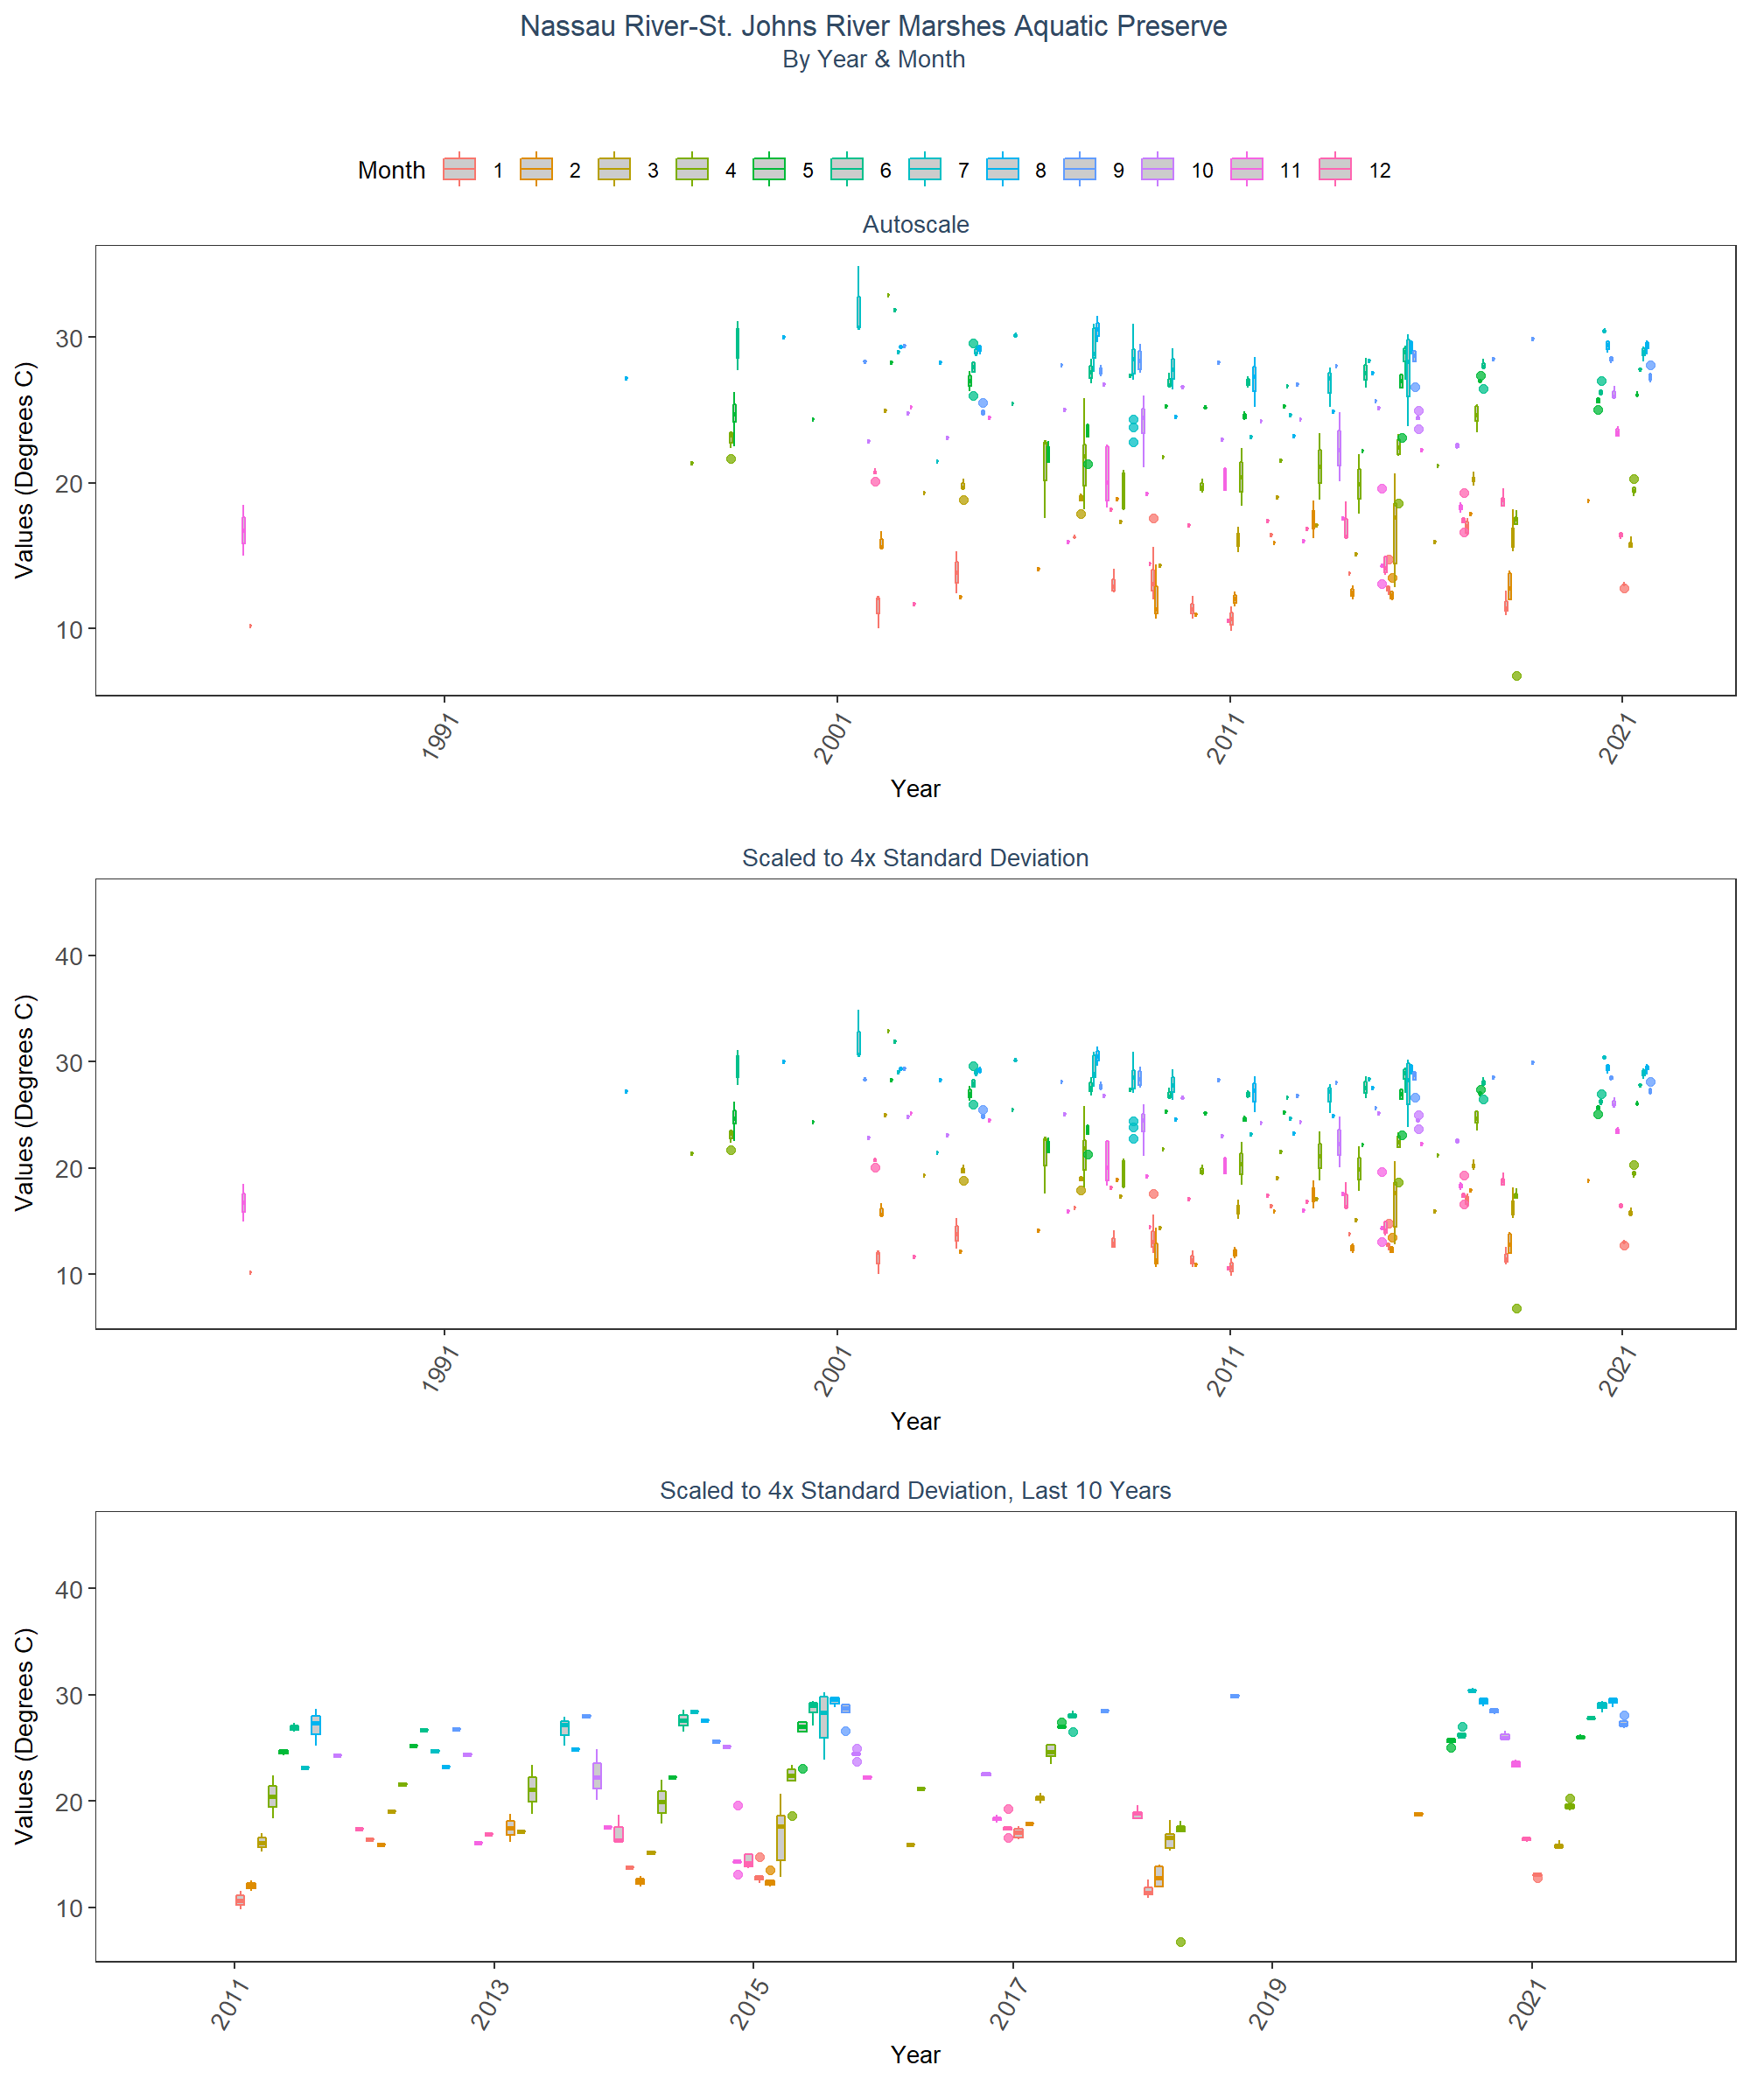 Nassau River-St. Johns River Marshes Aquatic Preserve
By Year & Month
Month 1 2 3 4 5 6 7 8 9 10 11 12
Autoscale
Values (Degrees C)
30
20
10
1991 2001 2011 2021
Year
Scaled to 4x Standard Deviation
Values (Degrees C)
40
30
20
10
1991 2001 2011 2021
Year
Scaled to 4x Standard Deviation, Last 10 Years
Values (Degrees C)
40
30
20
10
2011 2013 2015 2017 2019 2021
Year